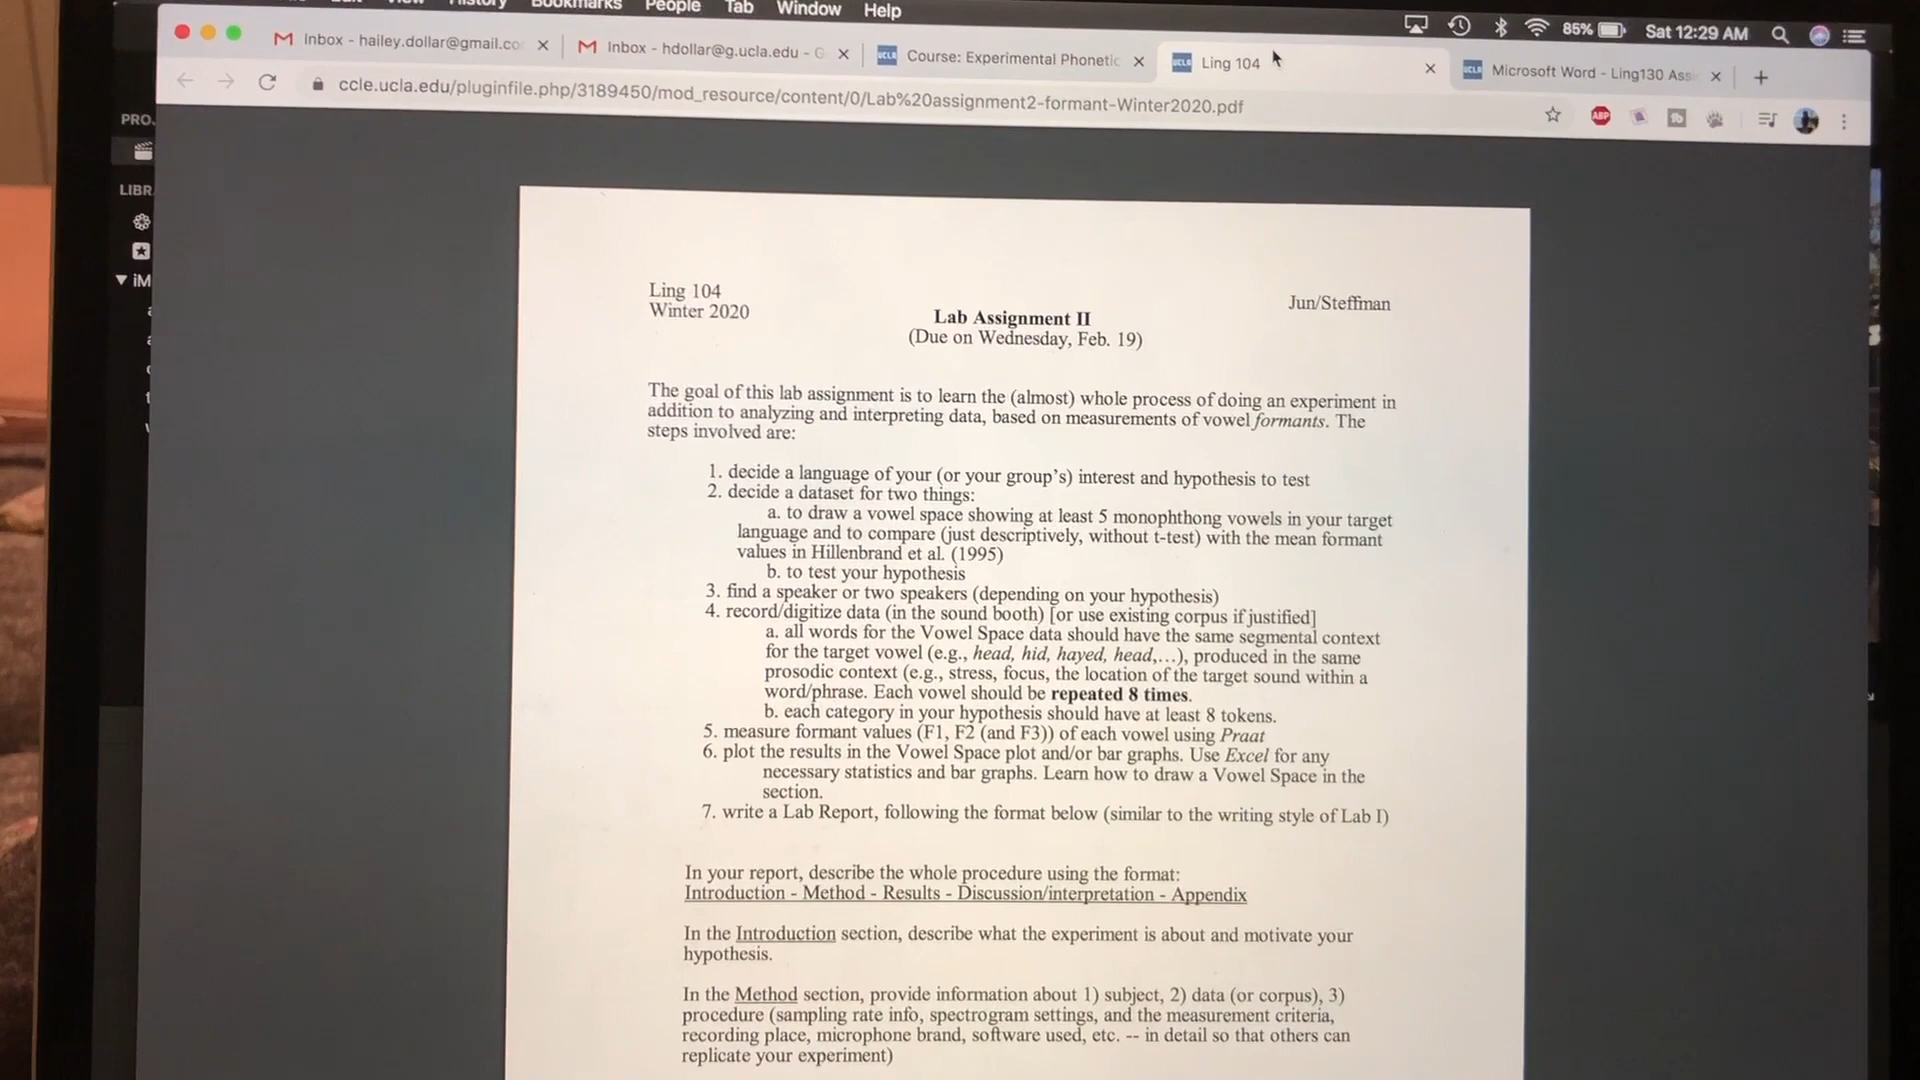 Bookmarks People Tab Window Help
85% Sat 12:29 AM
Inbox - hailey.dollar@gmail.co
Inbox - hdollar@g.ucla.edu - G
UCLA Course: Experimental Phonetic
UCLA Ling 104
UCLA Microsoft Word - Ling130 Ass
ccle.ucla.edu/pluginfile.php/3189450/mod_resource/content/0/Lab%20assignment2-formant-Winter2020.pdf
ABP
PRO
LIBR
iM
Ling 104
Winter 2020
Jun/Steffman
Lab Assignment II
(Due on Wednesday, Feb. 19)
The goal of this lab assignment is to learn the (almost) whole process of doing an experiment in
addition to analyzing and interpreting data, based on measurements of vowel formants. The
steps involved are:
1. decide a language of your (or your group's) interest and hypothesis to test
2. decide a dataset for two things:
a. to draw a vowel space showing at least 5 monophthong vowels in your target
language and to compare (just descriptively, without t-test) with the mean formant
values in Hillenbrand et al. (1995)
b. to test your hypothesis
3. find a speaker or two speakers (depending on your hypothesis)
4. record/digitize data (in the sound booth) [or use existing corpus if justified]
a. all words for the Vowel Space data should have the same segmental context
for the target vowel (e.g., head, hid, hayed, head,...), produced in the same
prosodic context (e.g., stress, focus, the location of the target sound within a
word/phrase. Each vowel should be repeated 8 times.
b. each category in your hypothesis should have at least 8 tokens.
5. measure formant values (F1, F2 (and F3)) of each vowel using Praat
6. plot the results in the Vowel Space plot and/or bar graphs. Use Excel for any
necessary statistics and bar graphs. Learn how to draw a Vowel Space in the
section.
7. write a Lab Report, following the format below (similar to the writing style of Lab I)
In your report, describe the whole procedure using the format:
Introduction - Method - Results - Discussion/interpretation - Appendix
In the Introduction section, describe what the experiment is about and motivate your
hypothesis.
In the Method section, provide information about 1) subject, 2) data (or corpus), 3)
procedure (sampling rate info, spectrogram settings, and the measurement criteria,
recording place, microphone brand, software used, etc. -- in detail so that others can
replicate your experiment)